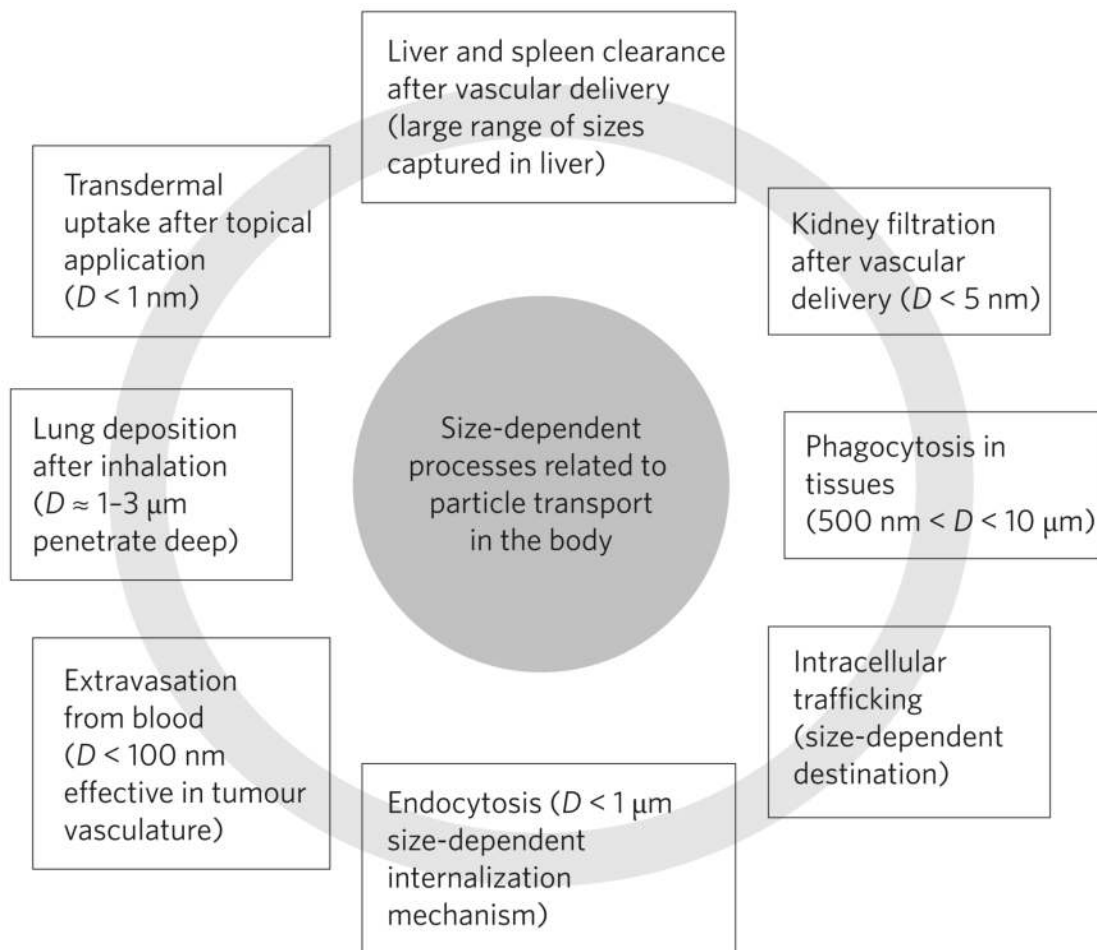 Liver and spleen clearance
after vascular delivery
(large range of sizes
captured in liver)
Transdermal
uptake after topical
application
(D < 1 nm)
Kidney filtration
after vascular
delivery (D < 5 nm)
Lung deposition
after inhalation
(D ≈ 1–3 μm
penetrate deep)
Size-dependent
processes related to
particle transport
in the body
Phagocytosis in
tissues
(500 nm < D < 10 μm)
Extravasation
from blood
(D < 100 nm
effective in tumour
vasculature)
Intracellular
trafficking
(size-dependent
destination)
Endocytosis (D < 1 μm
size-dependent
internalization
mechanism)